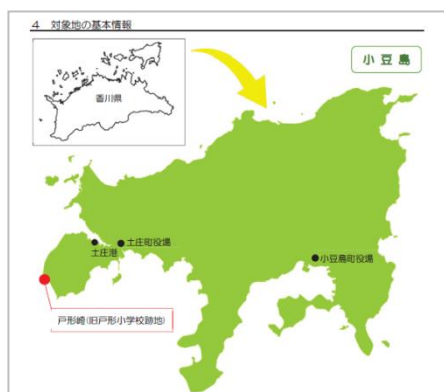 4 対象地の基本情報
小豆島
香川県
土庄港
土庄町役場
小豆島町役場
戸形崎(旧戸形小学校跡地)